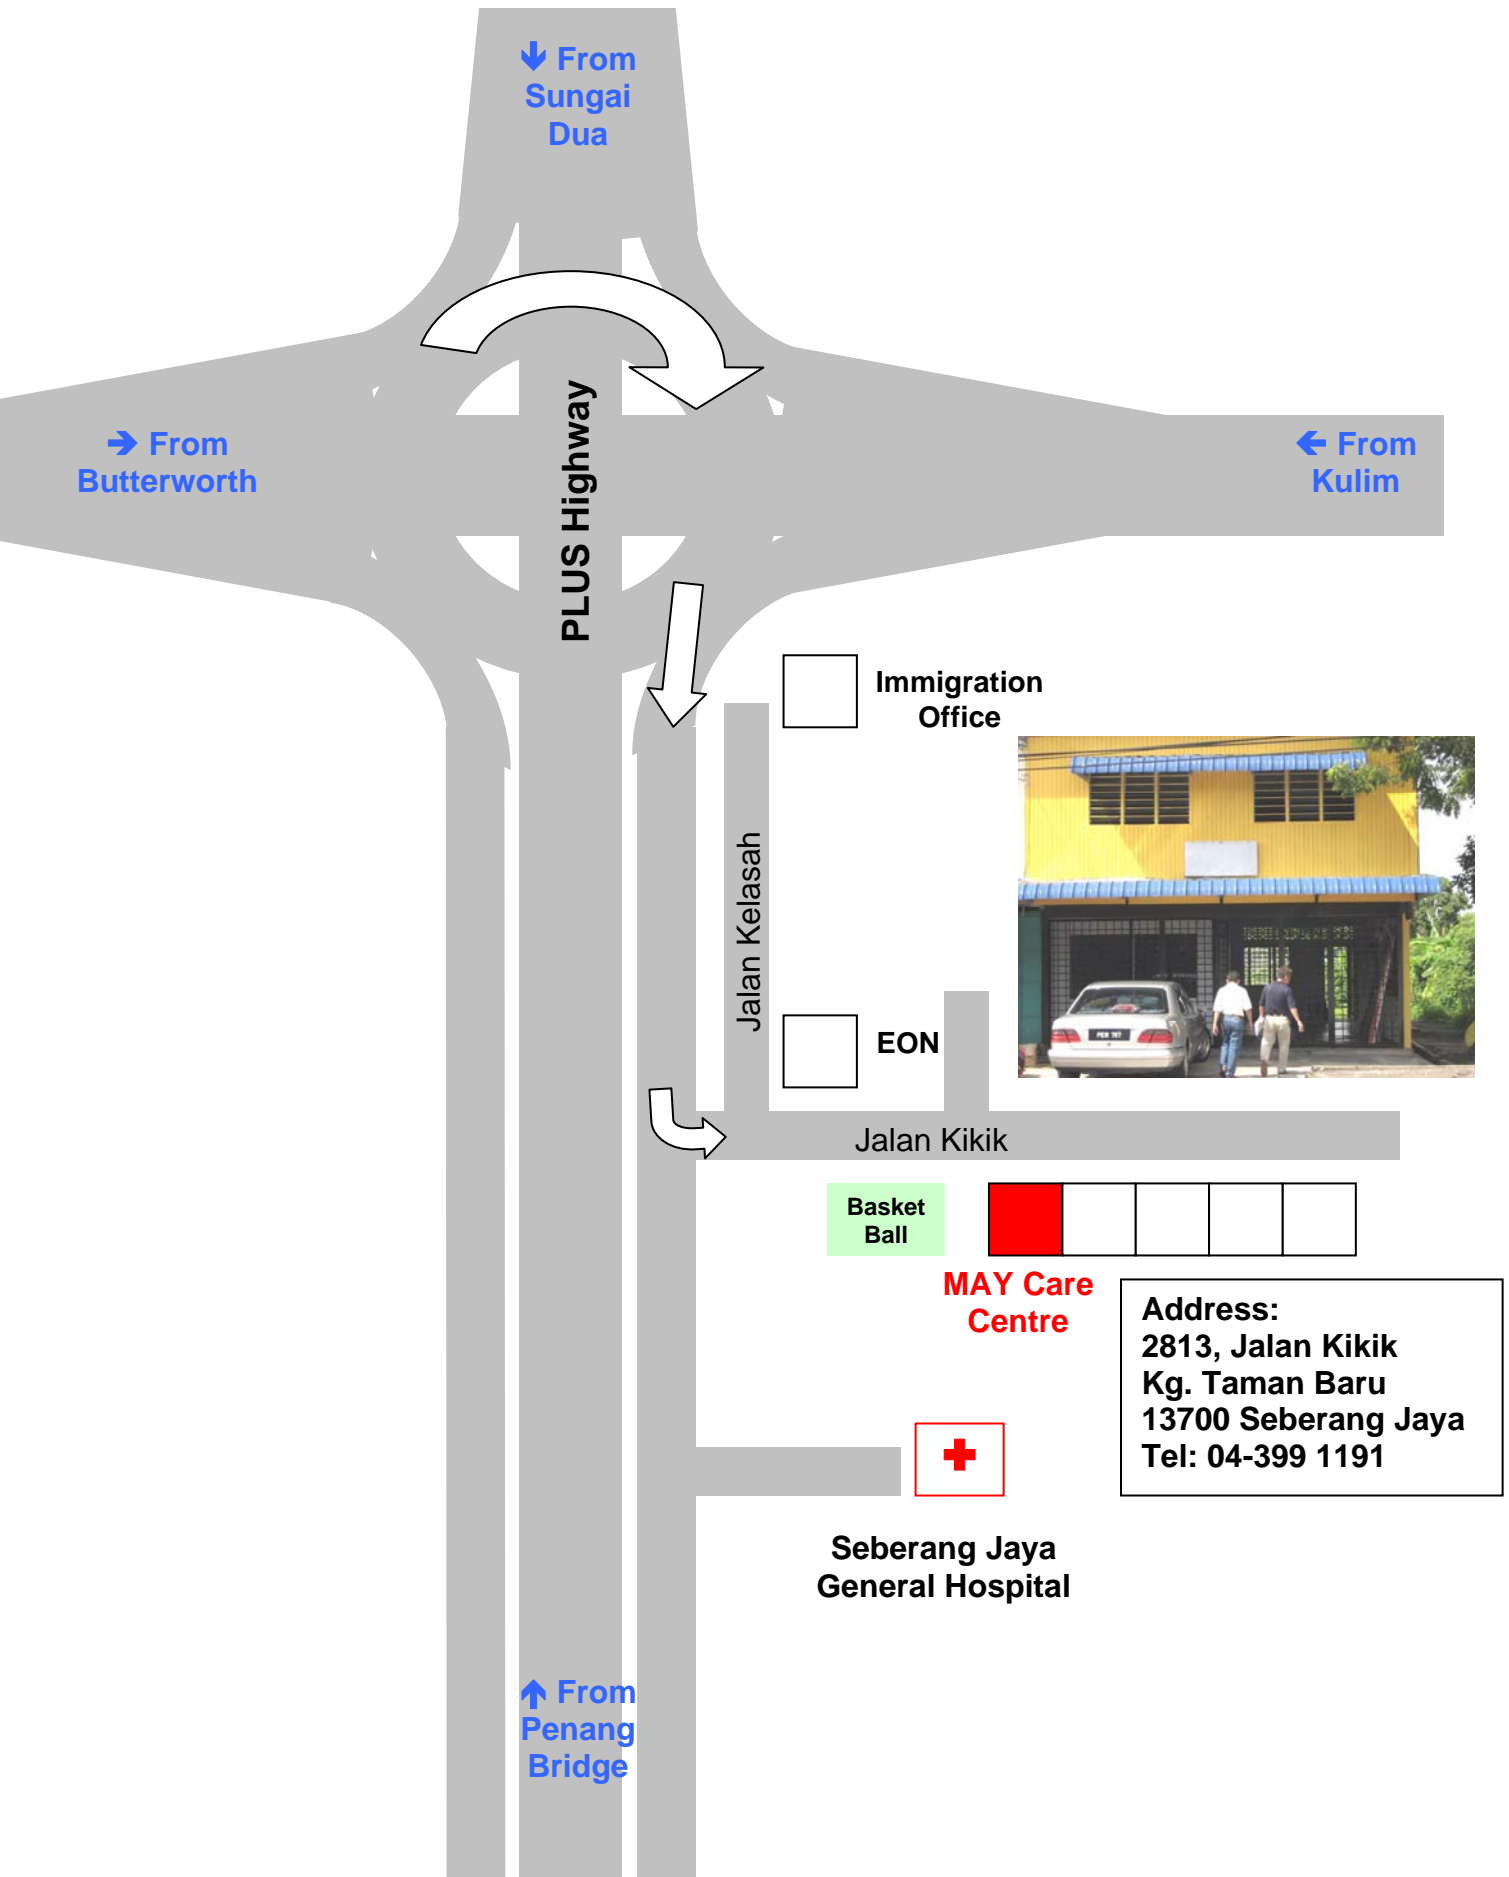 🡫 From
Sungai
Dua
🡪 From
Butterworth
PLUS Highway
🡨 From
Kulim
Immigration
Office
Jalan Kelasah
EON
Jalan Kikik
Basket
Ball
MAY Care
Centre
Address:
2813, Jalan Kikik
Kg. Taman Baru
13700 Seberang Jaya
Tel: 04-399 1191
Seberang Jaya
General Hospital
🡩 From
Penang
Bridge